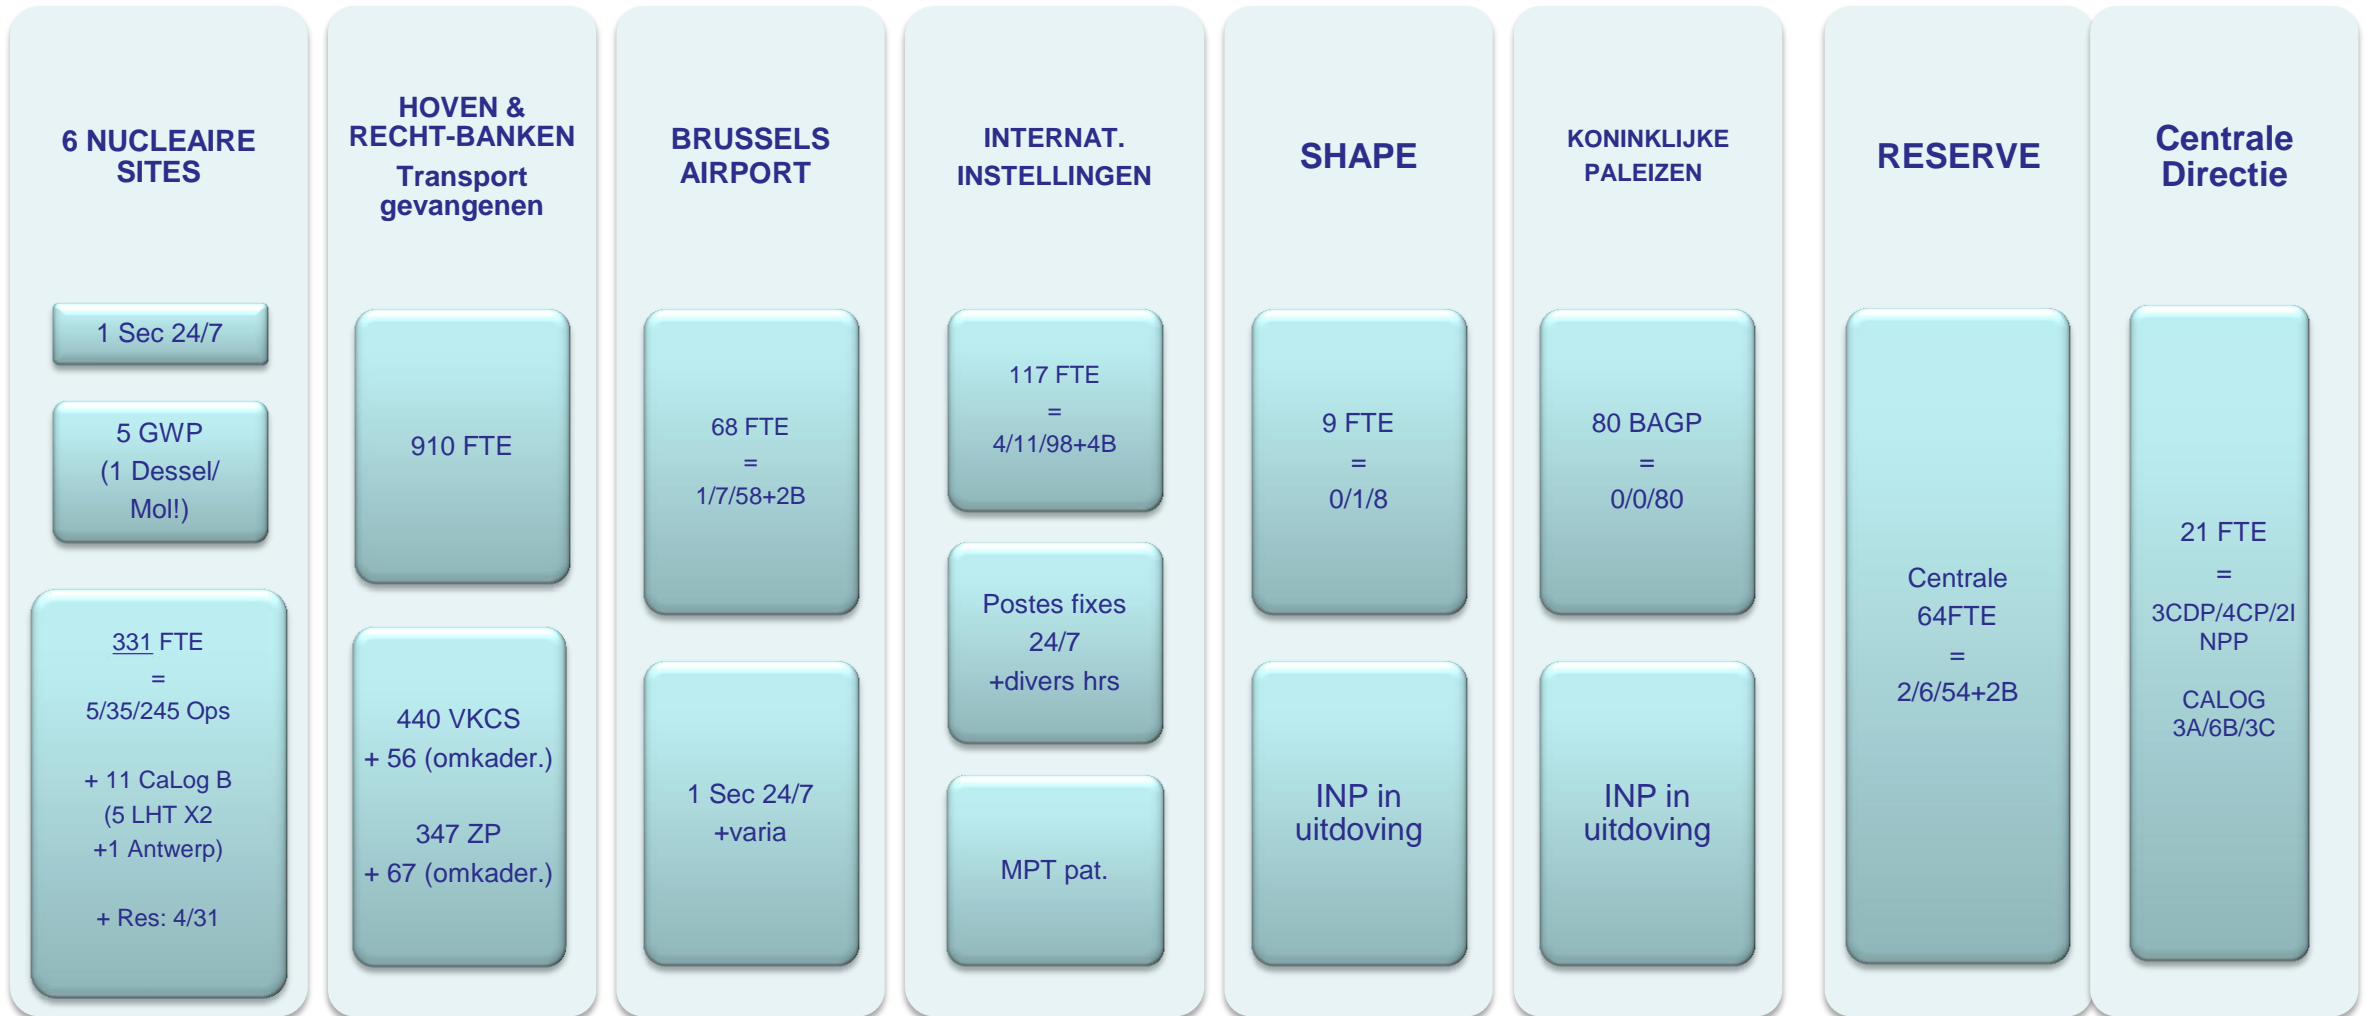 6 NUCLEAIRE
SITES
1 Sec 24/7
5 GWP
(1 Dessel/
Mol!)
331 FTE
=
5/35/245 Ops
+ 11 CaLog B
(5 LHT X2
+1 Antwerp)
+ Res: 4/31
HOVEN &
RECHT-BANKEN
Transport
gevangenen
910 FTE
440 VKCS
+ 56 (omkader.)
347 ZP
+ 67 (omkader.)
BRUSSELS
AIRPORT
68 FTE
=
1/7/58+2B
1 Sec 24/7
+varia
INTERNAT.
INSTELLINGEN
117 FTE
=
4/11/98+4B
Postes fixes
24/7
+divers hrs
MPT pat.
SHAPE
9 FTE
=
0/1/8
INP in
uitdoving
KONINKLIJKE
PALEIZEN
80 BAGP
=
0/0/80
INP in
uitdoving
RESERVE
Centrale
64FTE
=
2/6/54+2B
Centrale
Directie
21 FTE
=
3CDP/4CP/2I
NPP
CALOG
3A/6B/3C